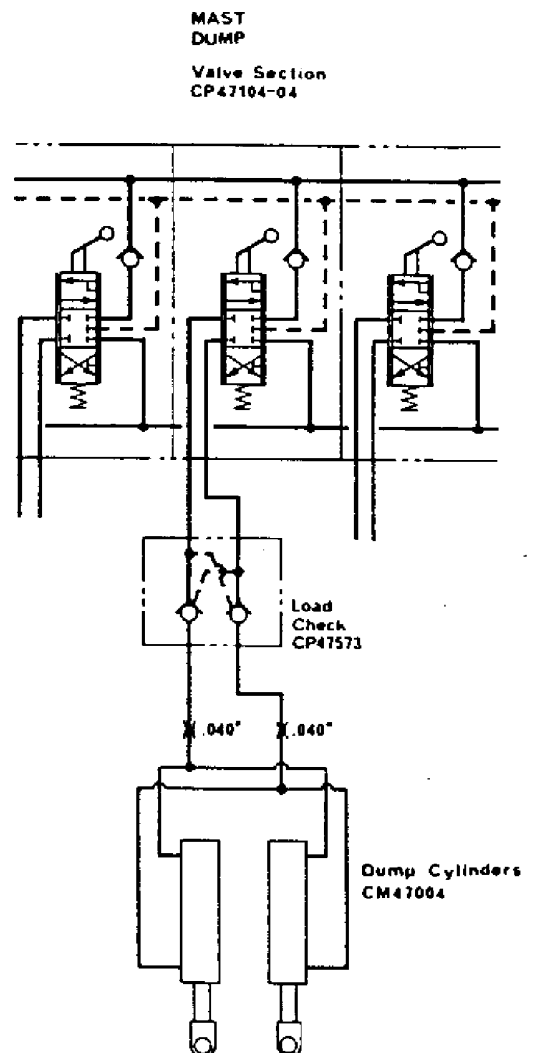 MAST
DUMP
Valve Section
CP47104-04
Load
Check
CP47573
.040"
.040"
Dump Cylinders
CM47004